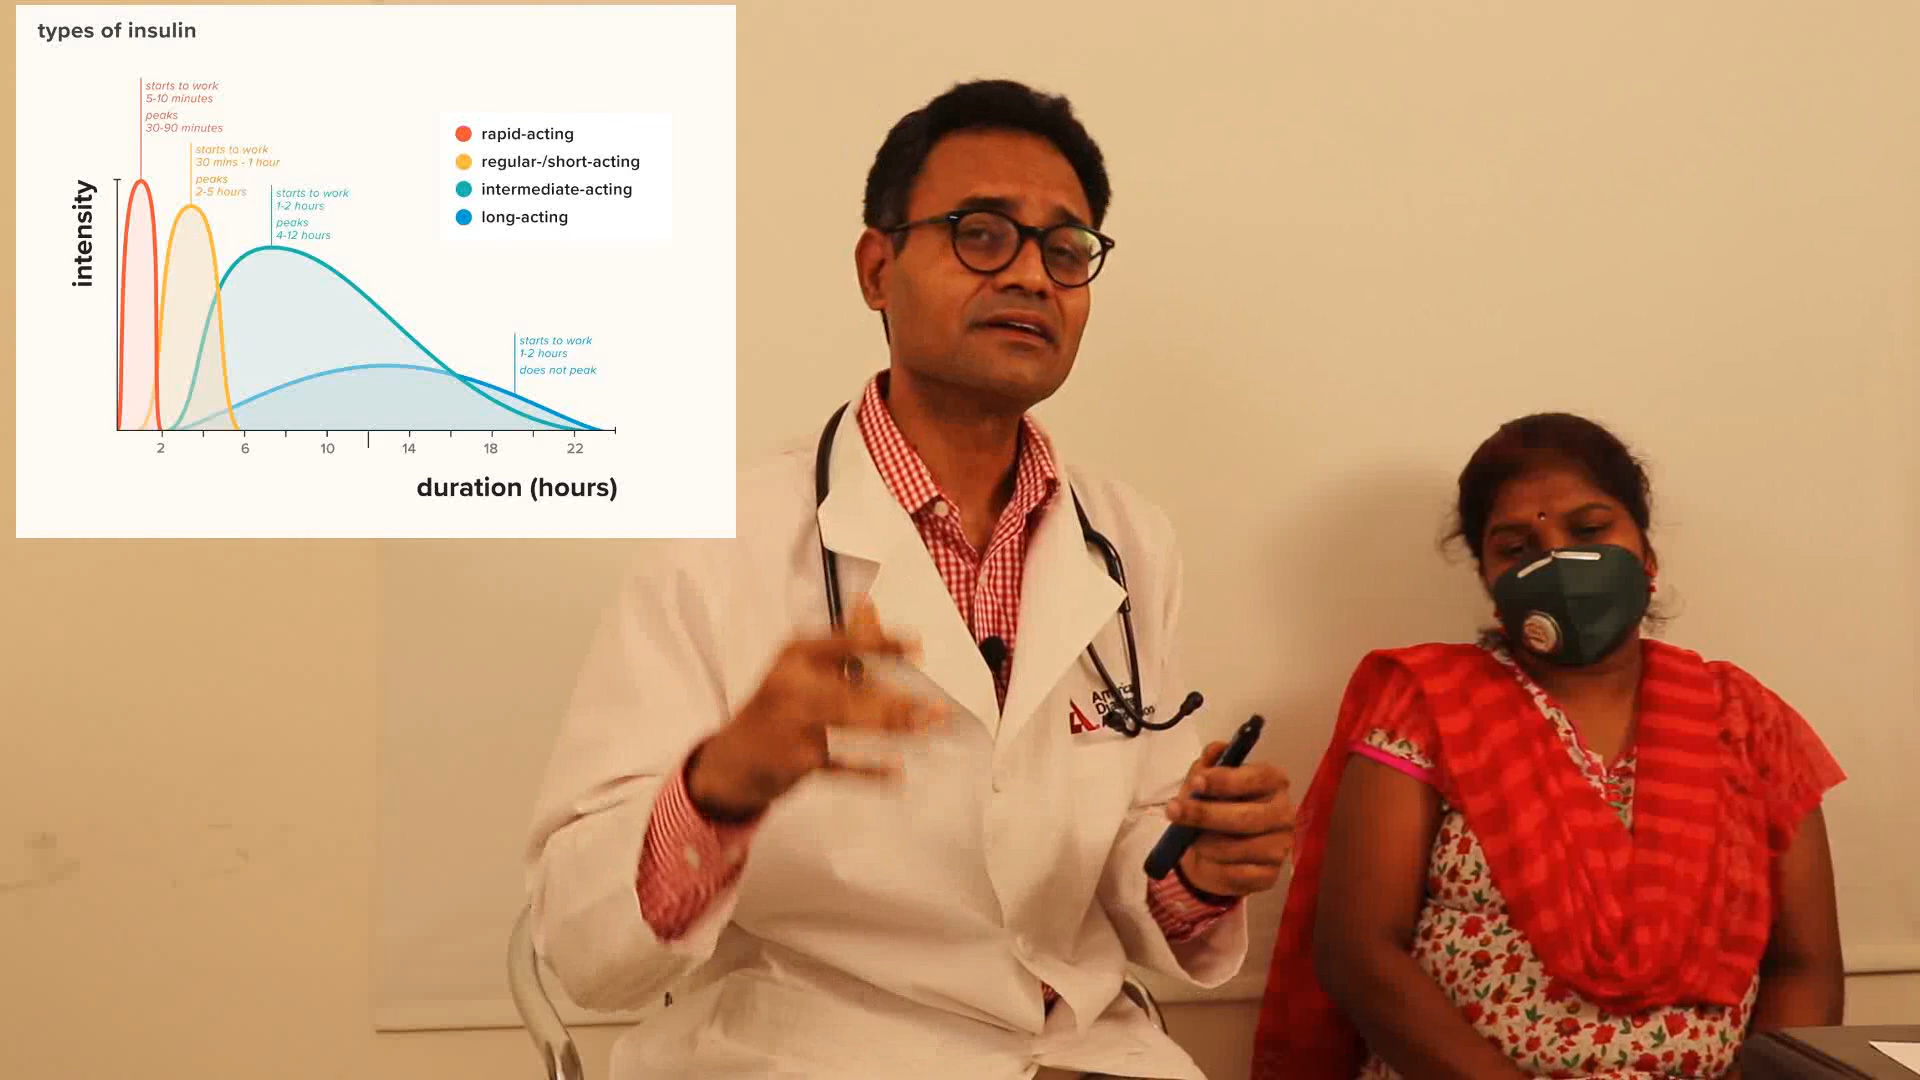 types of insulin
starts to work
5-10 minutes
peaks
30-90 minutes
starts to work
30 mins - 1 hour
peaks
2-5 hours
starts to work
1-2 hours
peaks
4-12 hours
rapid-acting
regular-/short-acting
intermediate-acting
long-acting
intensity
starts to work
1-2 hours
does not peak
2 6 10 14 18 22
duration (hours)